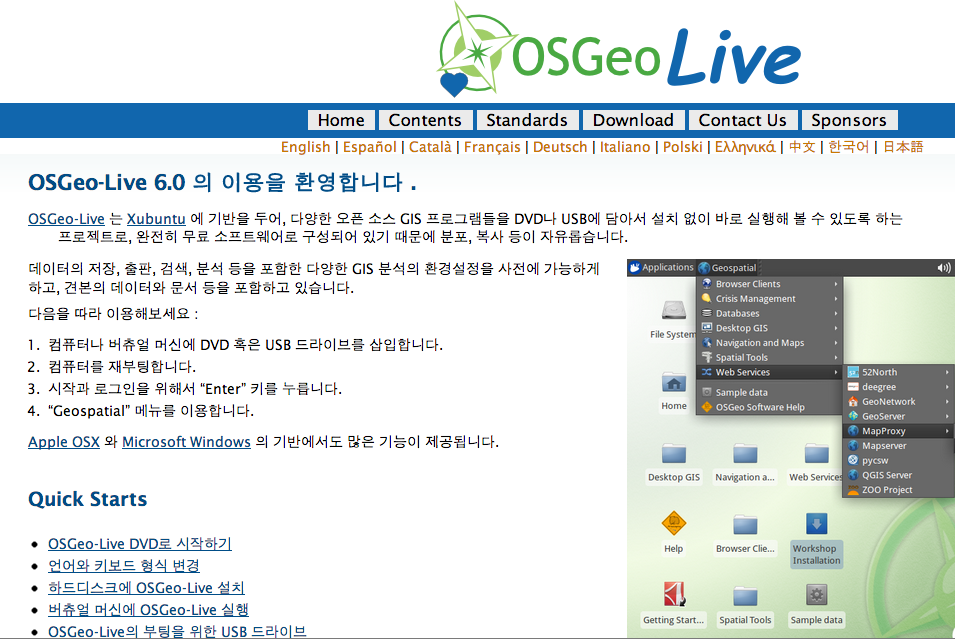 OSGeoLive
Home Contents Standards Download Contact Us Sponsors
English | Español | Català | Français | Deutsch | Italiano | Polski | Ελληνικά | 中文 | 한국어 | 日本語
OSGeo-Live 6.0 의 이용을 환영합니다 .
OSGeo-Live 는 Xubuntu 에 기반을 두어, 다양한 오픈 소스 GIS 프로그램들을 DVD나 USB에 담아서 설치 없이 바로 실행해 볼 수 있도록 하는
프로젝트로, 완전히 무료 소프트웨어로 구성되어 있기 때문에 분포, 복사 등이 자유롭습니다.
데이터의 저장, 출판, 검색, 분석 등을 포함한 다양한 GIS 분석의 환경설정을 사전에 가능하게
하고, 견본의 데이터와 문서 등을 포함하고 있습니다.
다음을 따라 이용해보세요 :
1. 컴퓨터나 버츄얼 머신에 DVD 혹은 USB 드라이브를 삽입합니다.
2. 컴퓨터를 재부팅합니다.
3. 시작과 로그인을 위해서 “Enter” 키를 누릅니다.
4. “Geospatial” 메뉴를 이용합니다.
Apple OSX 와 Microsoft Windows 의 기반에서도 많은 기능이 제공됩니다.
Quick Starts
OSGeo-Live DVD로 시작하기
언어와 키보드 형식 변경
하드디스크에 OSGeo-Live 설치
버츄얼 머신에 OSGeo-Live 실행
OSGeo-Live의 부팅을 위한 USB 드라이브
Applications Geospatial
Browser Clients
Crisis Management
Databases
Desktop GIS
Navigation and Maps
Spatial Tools
Web Services
Sample data
OSGeo Software Help
52North
deegree
GeoNetwork
GeoServer
MapProxy
Mapserver
pycsw
QGIS Server
ZOO Project
File System
Home
Desktop GIS Navigation a... Web Services
Help Browser Clie... Workshop
Installation
Getting Start... Spatial Tools Sample data